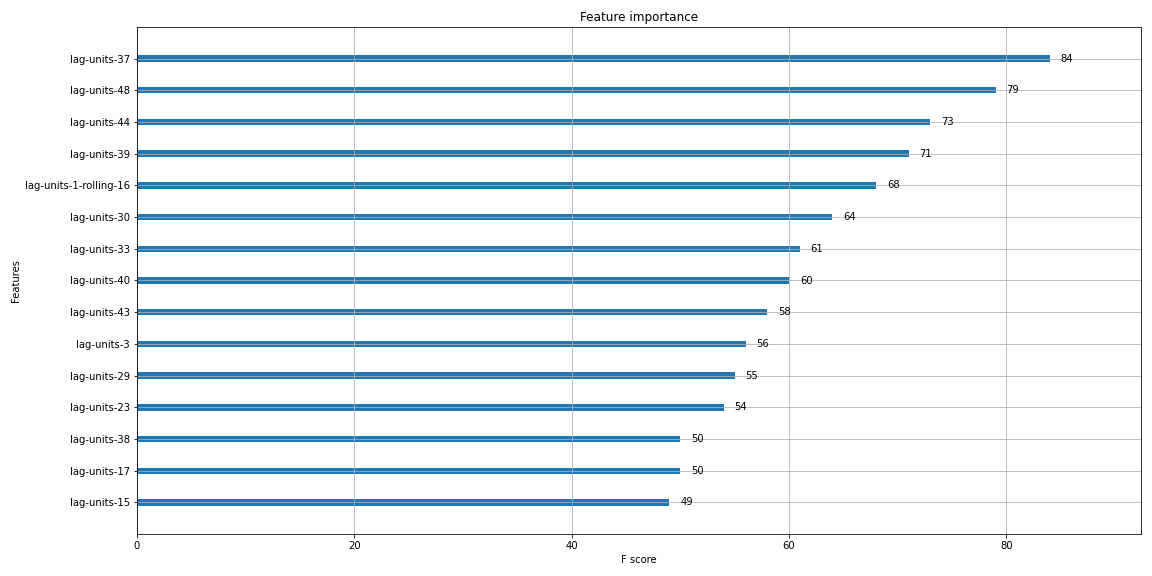 Feature importance
Features
lag-units-37 84
lag-units-48 79
lag-units-44 73
lag-units-39 71
lag-units-1-rolling-16 68
lag-units-30 64
lag-units-33 61
lag-units-40 60
lag-units-43 58
lag-units-3 56
lag-units-29 55
lag-units-23 54
lag-units-38 50
lag-units-17 50
lag-units-15 49
0 20 40 60 80
F score